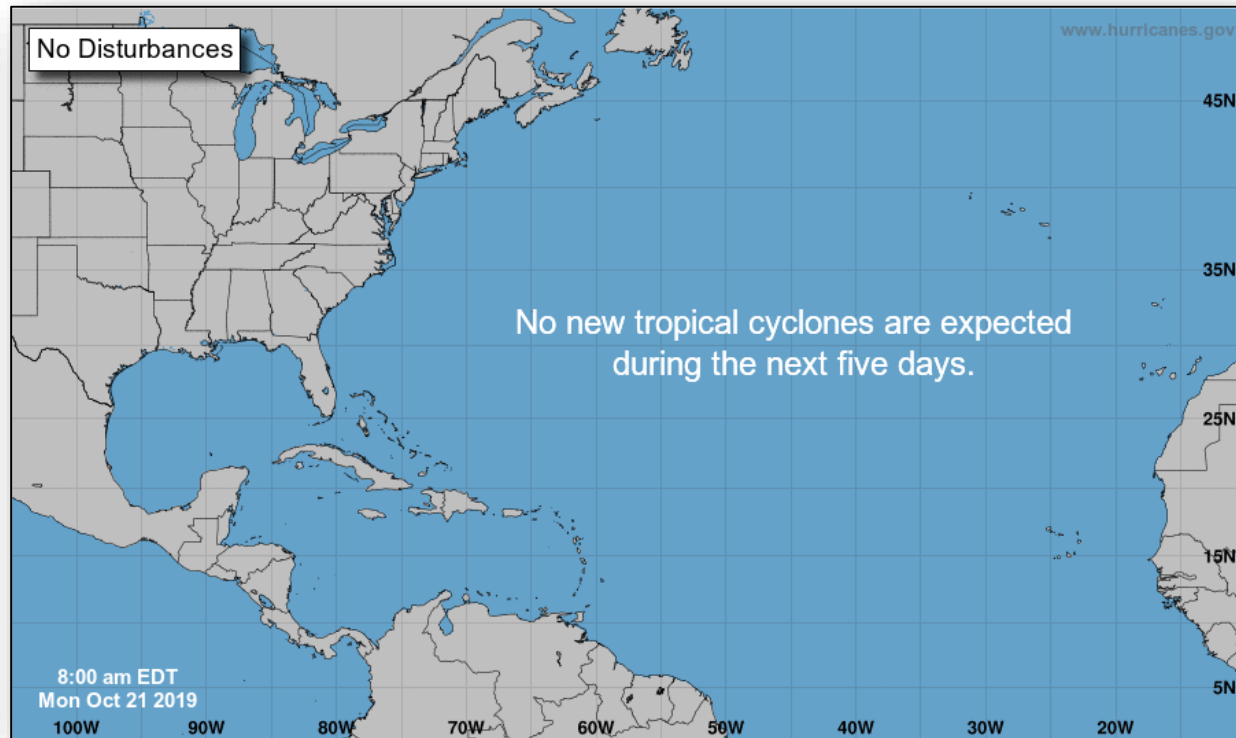 No Disturbances
www.hurricanes.gov
45N
35N
No new tropical cyclones are expected
during the next five days.
25N
15N
8:00 am EDT
Mon Oct 21 2019
5N
100W 90W 80W 70W 60W 50W 40W 30W 20W